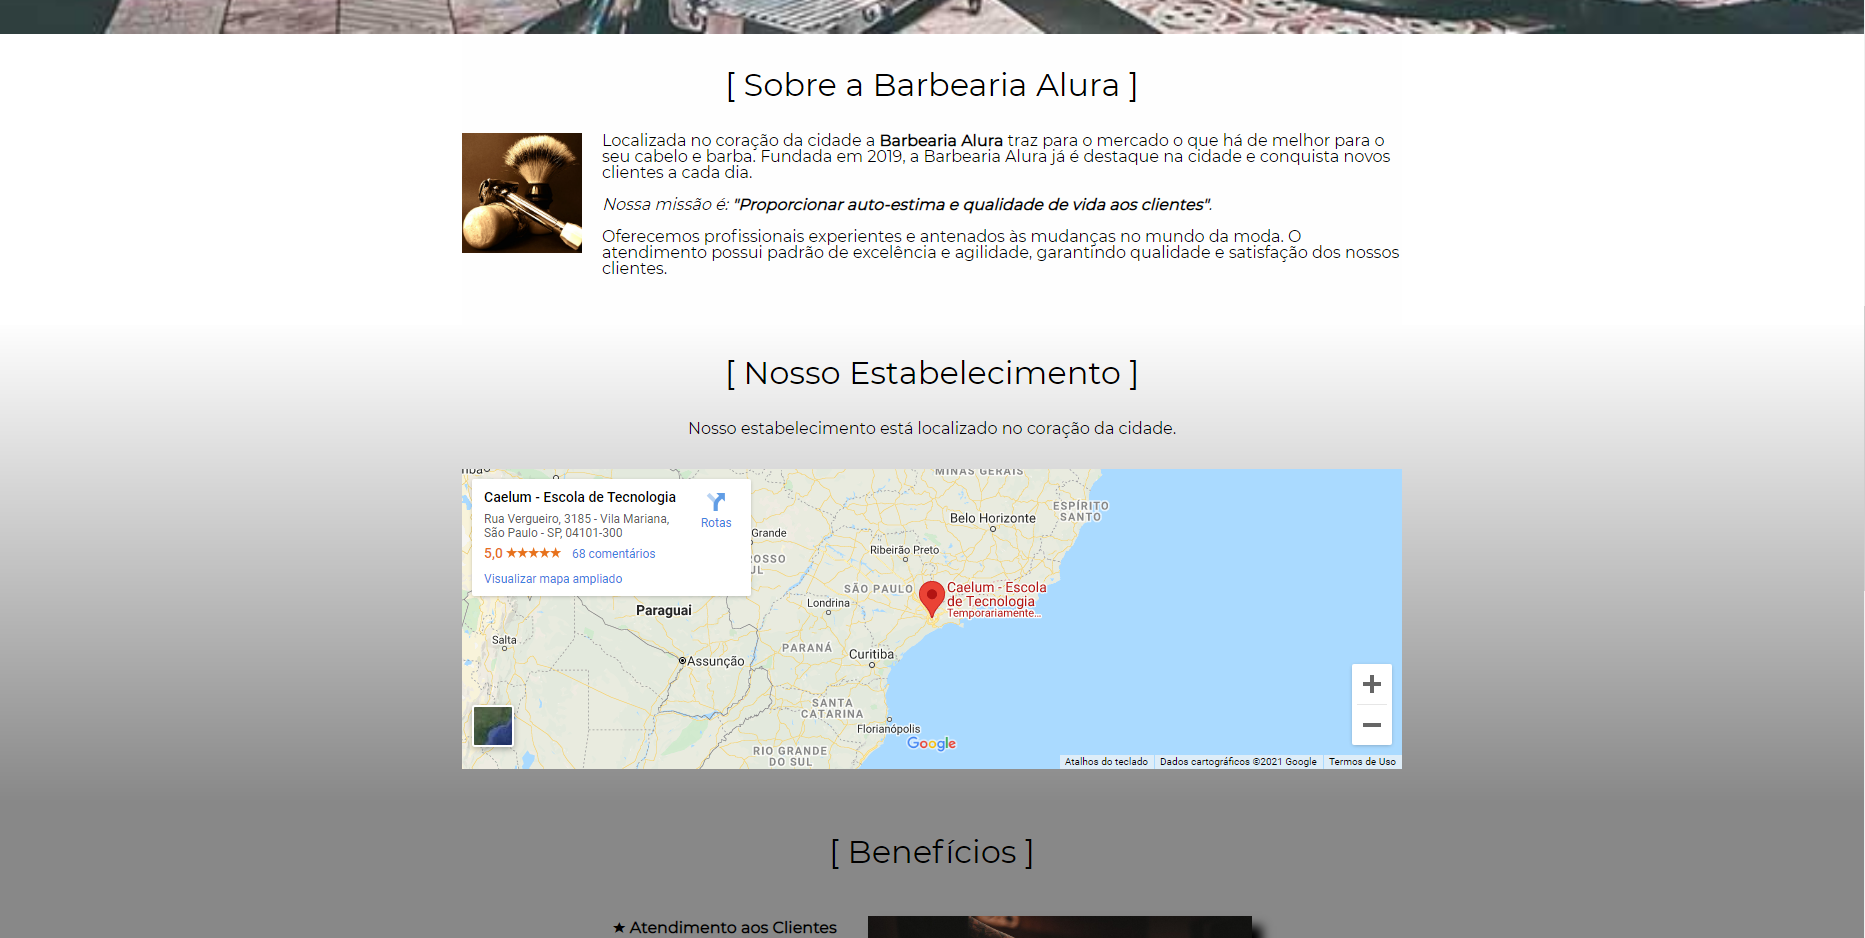 [ Sobre a Barbearia Alura ]
Localizada no coração da cidade a Barbearia Alura traz para o mercado o que há de melhor para o
seu cabelo e barba. Fundada em 2019, a Barbearia Alura já é destaque na cidade e conquista novos
clientes a cada dia.
Nossa missão é: "Proporcionar auto-estima e qualidade de vida aos clientes".
Oferecemos profissionais experientes e antenados às mudanças no mundo da moda. O
atendimento possui padrão de excelência e agilidade, garantindo qualidade e satisfação dos nossos
clientes.
[ Nosso Estabelecimento ]
Nosso estabelecimento está localizado no coração da cidade.
MINAS GERAIS
Caelum - Escola de Tecnologia
Rua Vergueiro, 3185 - Vila Mariana,
São Paulo - SP, 04101-300
5,0 ★★★★★ 68 comentários
Visualizar mapa ampliado
Rotas
ESPÍRITO
SANTO
Belo Horizonte
Grande
Ribeirão Preto
SÃO PAULO
Caelum - Escola
de Tecnologia
Temporariamente...
Londrina
Paraguai
Salta
PARANÁ
Curitiba
Assunção
SANTA
CATARINA
Florianópolis
Google
RIO GRANDE
DO SUL
Atalhos do teclado
Dados cartográficos ©2021 Google
Termos de Uso
[ Benefícios ]
★ Atendimento aos Clientes